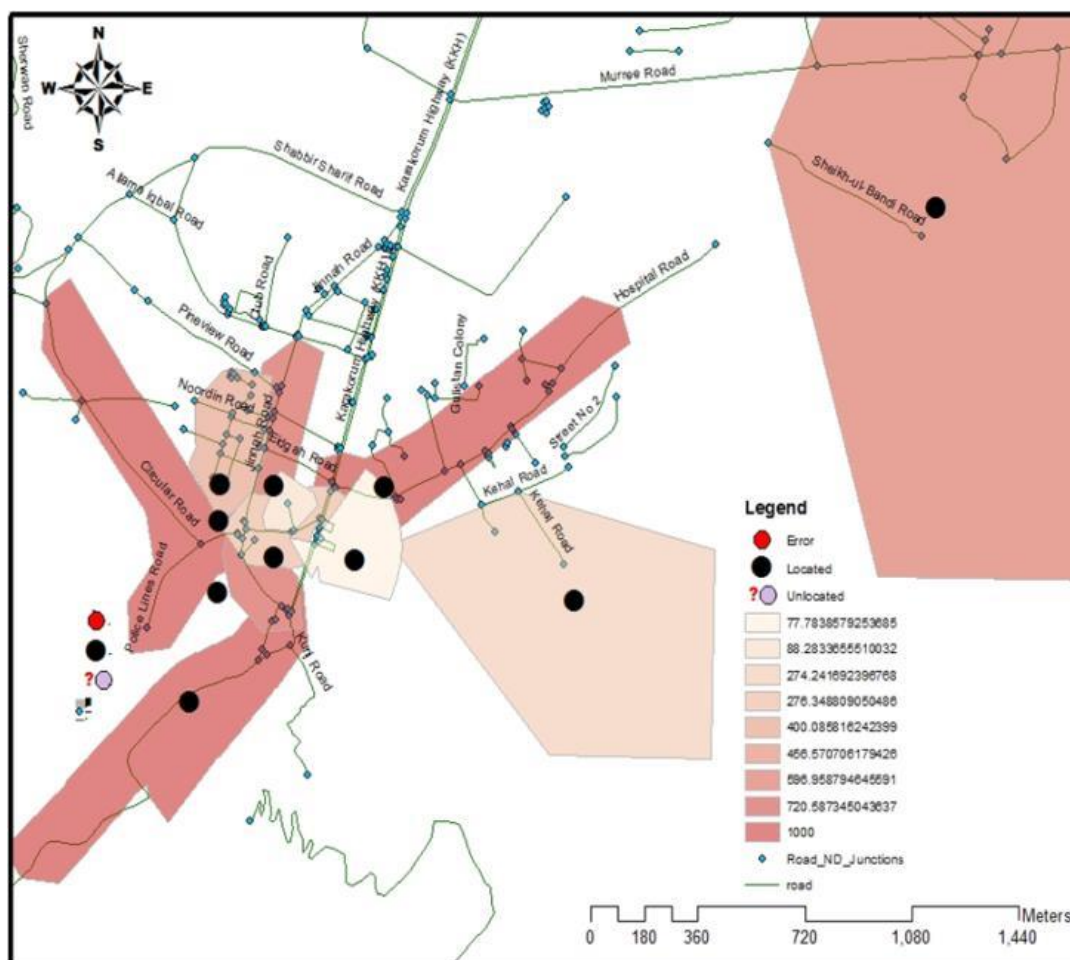 N
W
E
S
Sherwan Road
Murree Road
Karakorum Highway (KKH)
Shabbir Sharif Road
Allama Iqbal Road
Sheikh-ul-Bandi Road
Jinnah Road
Club Road
Hospital Road
Karakorum Highway (KKH)
Pineview Road
Gulistan Colony
Noordin Road
Jinnah Road
Eidgah Road
Street No 2
Kehal Road
Kehal Road
Circular Road
Police Lines Road
Kunj Road
?
Legend
Error
Located
? Unlocated
77.7838579253685
88.2833655510032
274.241692396768
276.348809050486
400.085816242399
456.570706179426
596.958794645591
720.587345043637
1000
Road_ND_Junctions
road
Meters
0 180 360 720 1,080 1,440